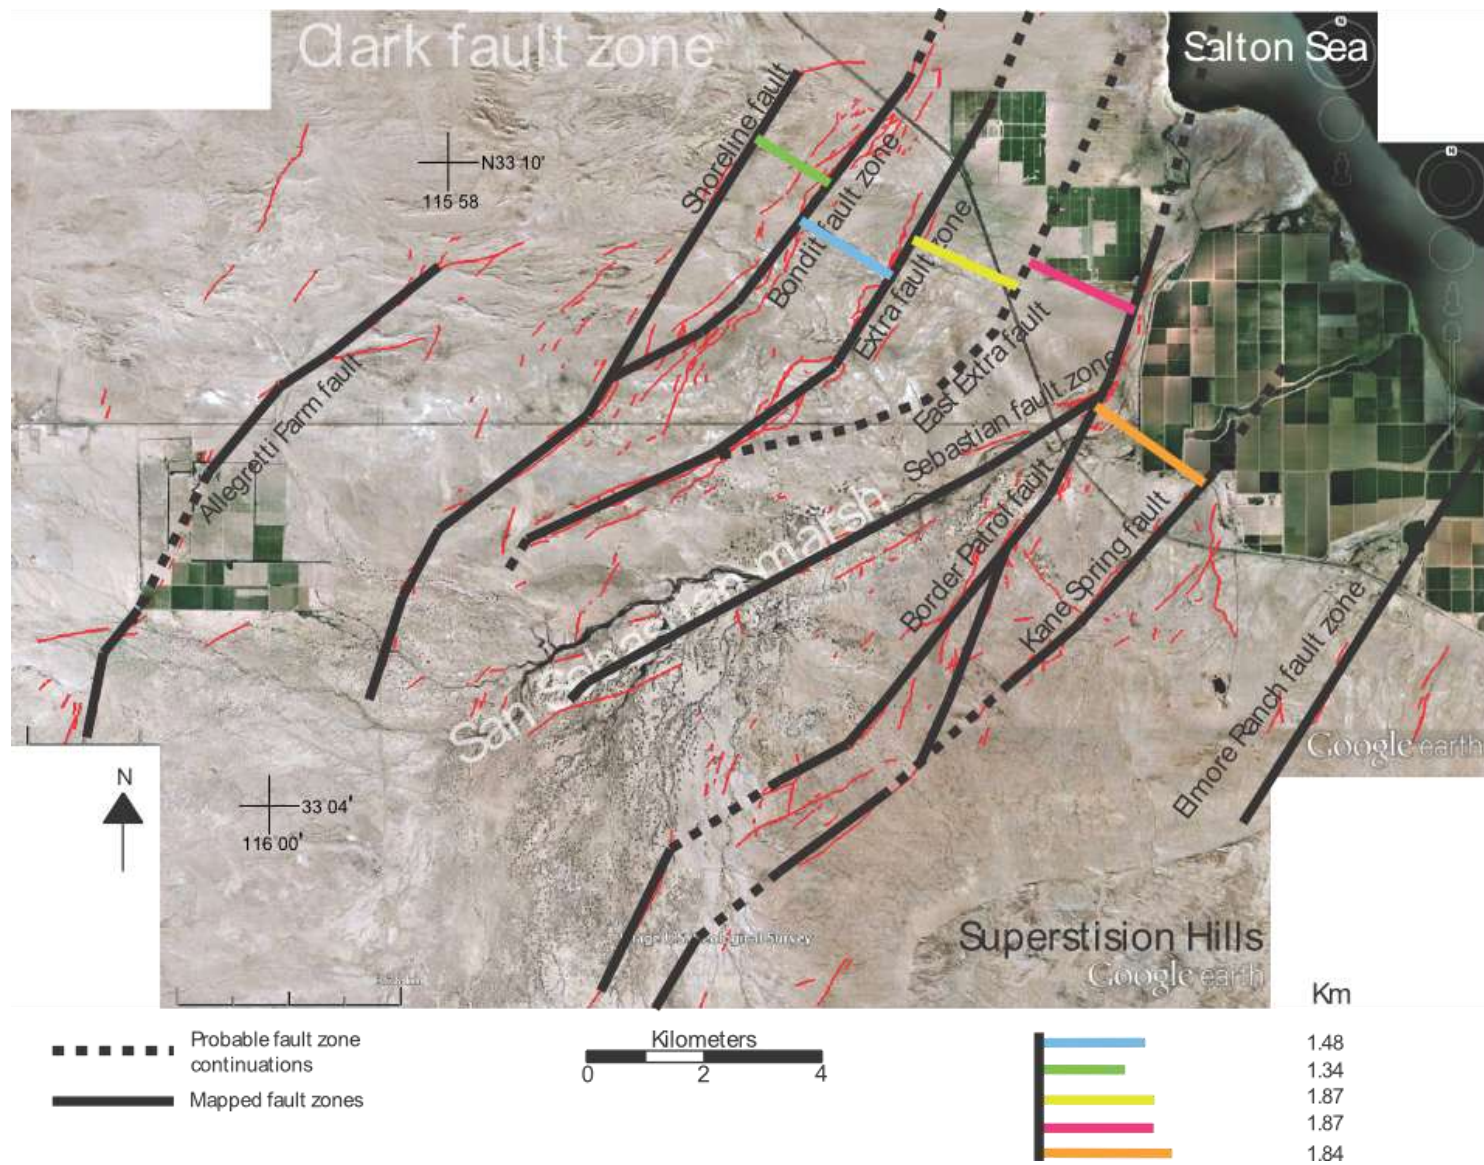 Clark fault zone
Salton Sea
N
N
Shoreline fault
N33 10'
115 58
Bondit fault zone
Extra fault zone
East Extra fault
Sebastian fault zone
Allegretti Farm fault
San Sebastian marsh
Border Patrol fault
Kane Spring fault
Elmore Ranch fault zone
Google earth
N
33 04'
116 00'
Superstision Hills
Google earth
Km
Probable fault zone
continuations
Mapped fault zones
Kilometers
0 2 4
1.48
1.34
1.87
1.87
1.84